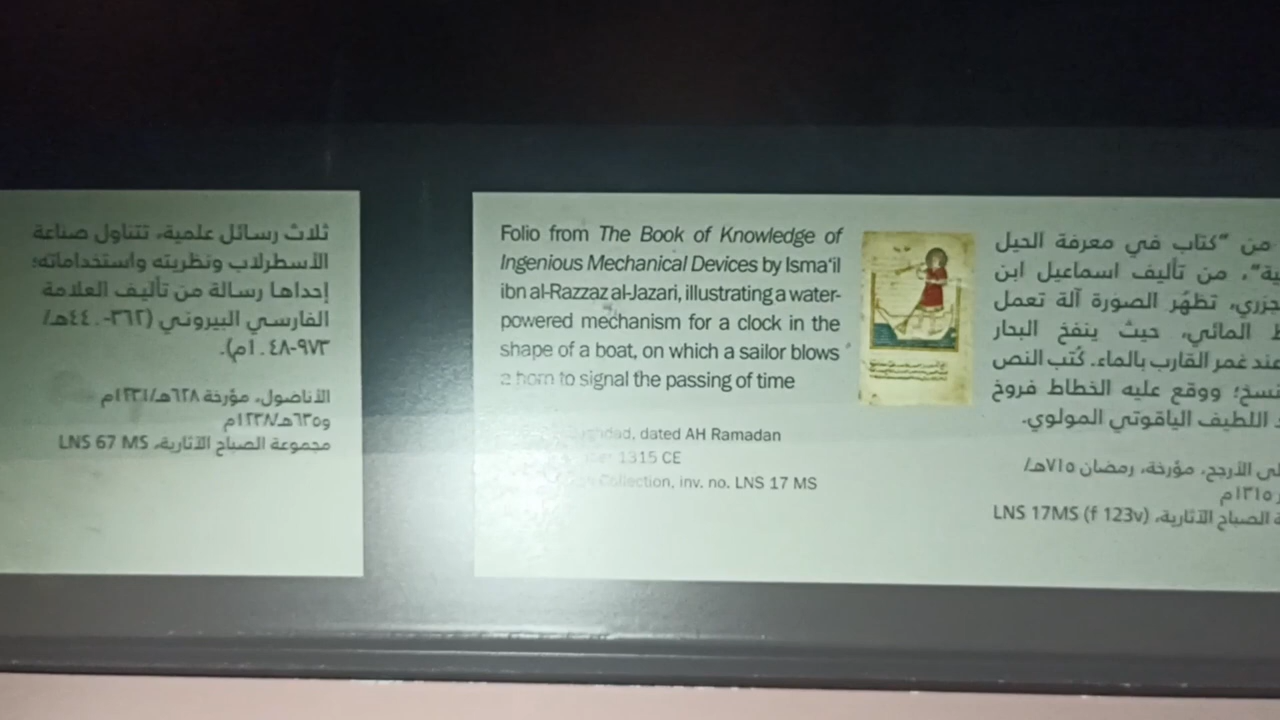 ثلاث رسائل علمية، تتناول صناعة
الأسطرلاب ونظريته واستخداماته؛
إحداها رسالة من تأليف العلامة
الفارسي البيروني (٣٦٢-٤٤٠هـ/
٩٧٣-١٠٤٨م).
الأناضول، مؤرخة ٦٢٨هـ/١٢٣١م
و٦٣٥هـ/١٢٣٨م
مجموعة الصباح الآثارية، LNS 67 MS
Folio from The Book of Knowledge of
Ingenious Mechanical Devices by Isma'il
ibn al-Razzaz al-Jazari, illustrating a water-
powered mechanism for a clock in the
shape of a boat, on which a sailor blows
a horn to signal the passing of time
dated AH Ramadan
1315 CE
Collection, inv. no. LNS 17 MS
من "كتاب في معرفة الحيل
من تأليف اسماعيل ابن
تظهر الصورة آلة تعمل
المائي، حيث ينفخ البحار
عند غمر القارب بالماء. كُتب النص
ووقع عليه الخطاط فروخ
اللطيف الياقوتي المولوي.
الأرجح، مؤرخة، رمضان ٧١٥هـ/
١٣١٥م
الصباح الآثارية، LNS 17MS (f 123v)